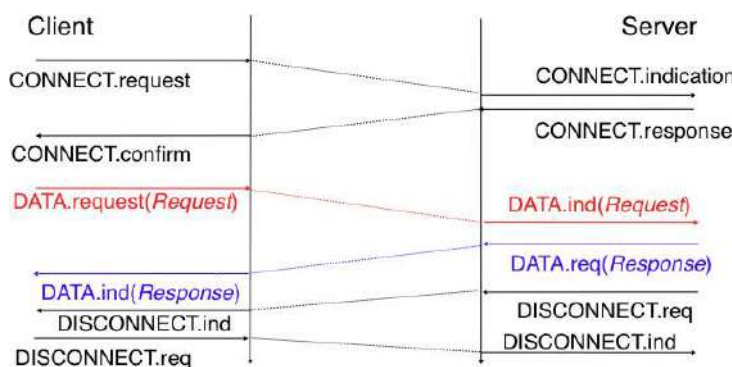 Client
Server
CONNECT.request
CONNECT.indication
CONNECT.response
CONNECT.confirm
DATA.request(Request)
DATA.ind(Request)
DATA.req(Response)
DATA.ind(Response)
DISCONNECT.req
DISCONNECT.ind
DISCONNECT.ind
DISCONNECT.req